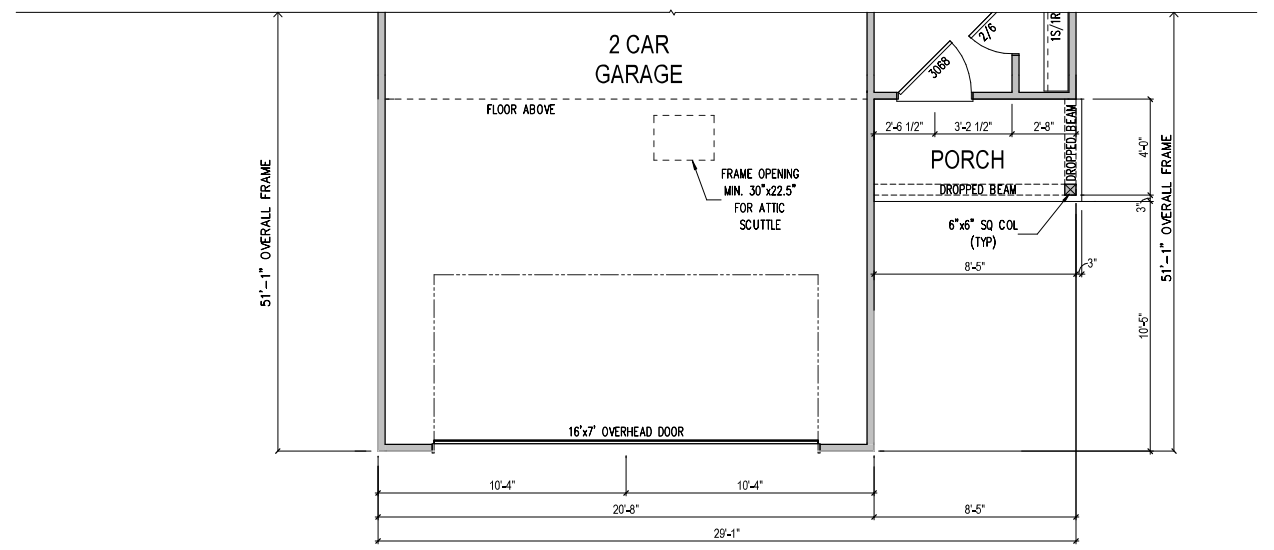 2 CAR
GARAGE
FLOOR ABOVE
FRAME OPENING
MIN. 30"x22.5"
FOR ATTIC
SCUTTLE
3068
2/6
1S/1R
2'-6 1/2"
3'-2 1/2"
2'-8"
PORCH
DROPPED BEAM
DROPPED BEAM
6"x6" SQ COL
(TYP)
4'-0"
3"
8'-5"
3"
10'-5"
51'-1" OVERALL FRAME
51'-1" OVERALL FRAME
16'x7' OVERHEAD DOOR
10'-4"
10'-4"
20'-8"
8'-5"
29'-1"